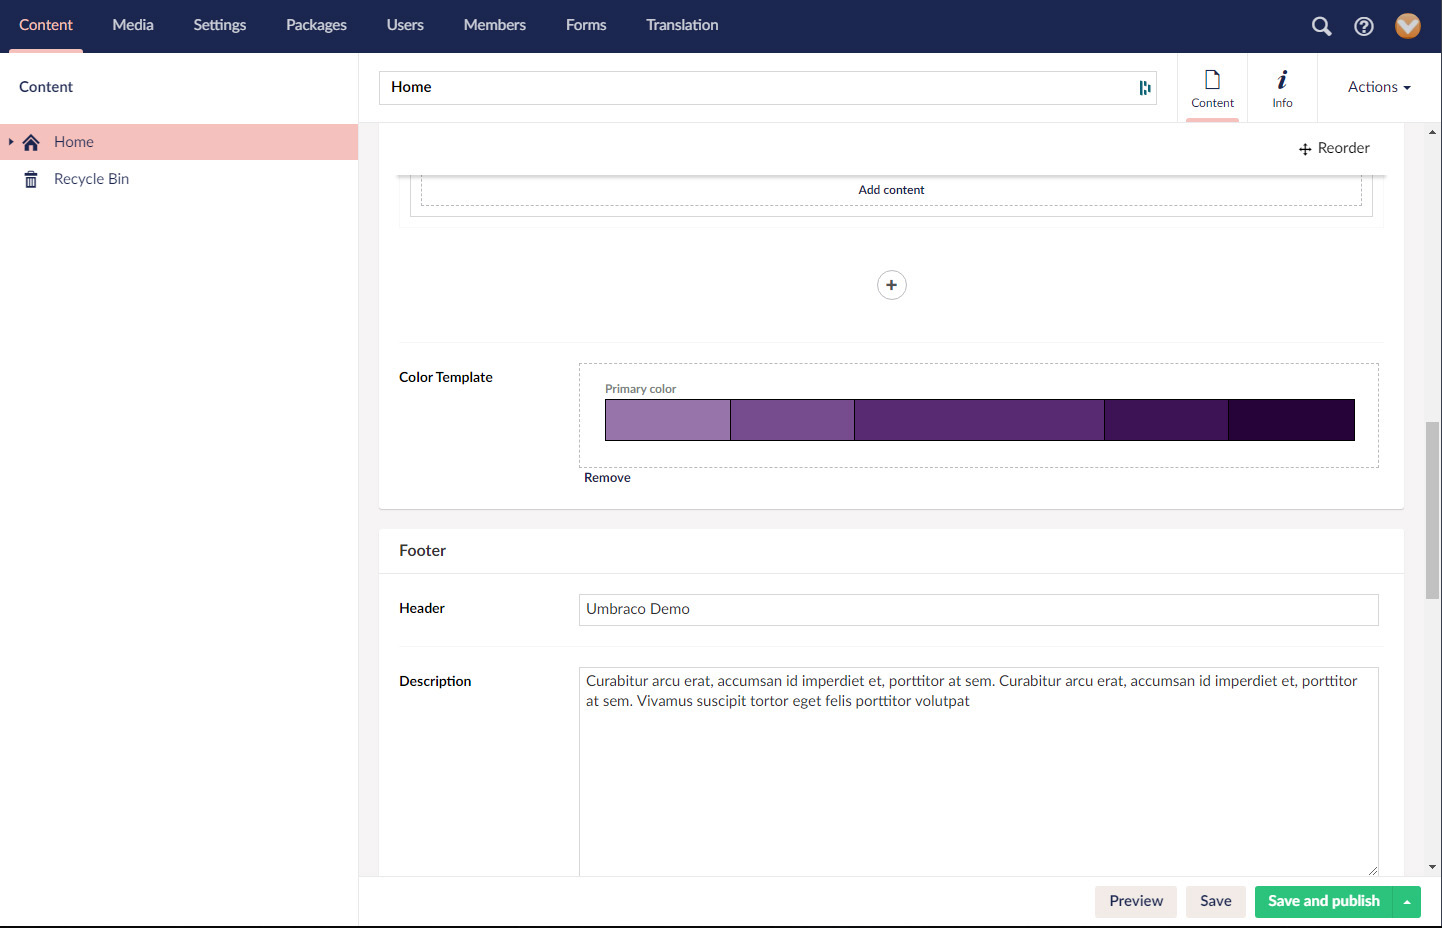 Content Media Settings Packages Users Members Forms Translation
Content
Home
Recycle Bin
Home
Content
Info
Actions
Reorder
Add content
Color Template
Primary color
Remove
Footer
Header
Umbraco Demo
Description
Curabitur arcu erat, accumsan id imperdiet et, porttitor at sem. Curabitur arcu erat, accumsan id imperdiet et, porttitor
at sem. Vivamus suscipit tortor eget felis porttitor volutpat
Preview Save Save and publish